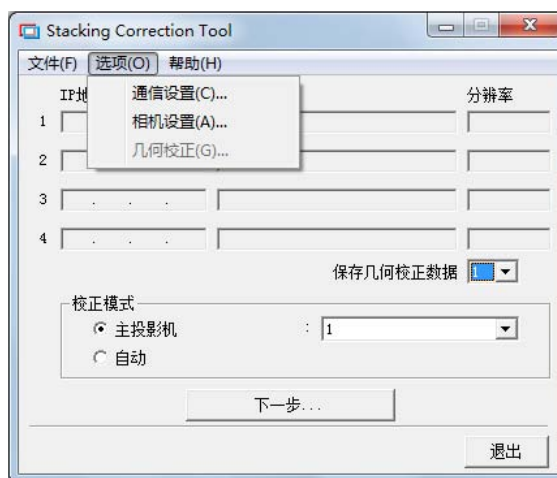 Stacking Correction Tool
文件(F) 选项(O) 帮助(H)
通信设置(C)...
相机设置(A)...
几何校正(G)...
IP地 分辨率
1
2
3 . . .
4 . . .
保存几何校正数据 1
校正模式
主投影机 : 1
自动
下一步...
退出